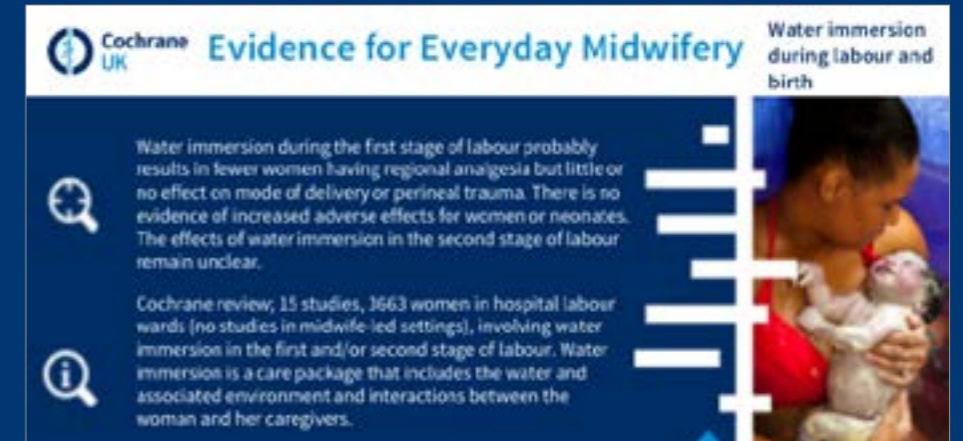 Cochrane
UK
Evidence for Everyday Midwifery
Water immersion
during labour and
birth
Water immersion during the first stage of labour probably
results in fewer women having regional analgesia but little or
no effect on mode of delivery or perineal trauma. There is no
evidence of increased adverse effects for women or neonates.
The effects of water immersion in the second stage of labour
remain unclear.
Cochrane review; 15 studies, 3663 women in hospital labour
wards (no studies in midwife-led settings), involving water
immersion in the first and/or second stage of labour. Water
immersion is a care package that includes the water and
associated environment and interactions between the
woman and her caregivers.